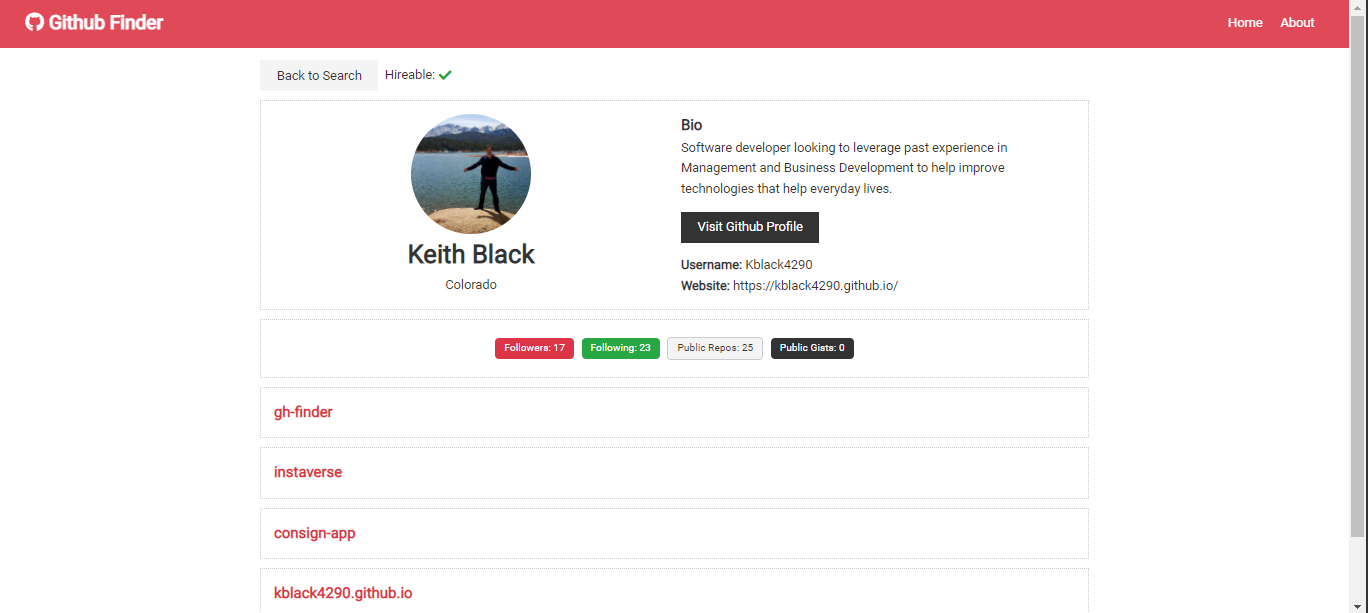 Github Finder
Home
About
Back to Search
Hireable:
Keith Black
Colorado
Bio
Software developer looking to leverage past experience in
Management and Business Development to help improve
technologies that help everyday lives.
Visit Github Profile
Username: Kblack4290
Website: https://kblack4290.github.io/
Followers: 17
Following: 23
Public Repos: 25
Public Gists: 0
gh-finder
instaverse
consign-app
kblack4290.github.io